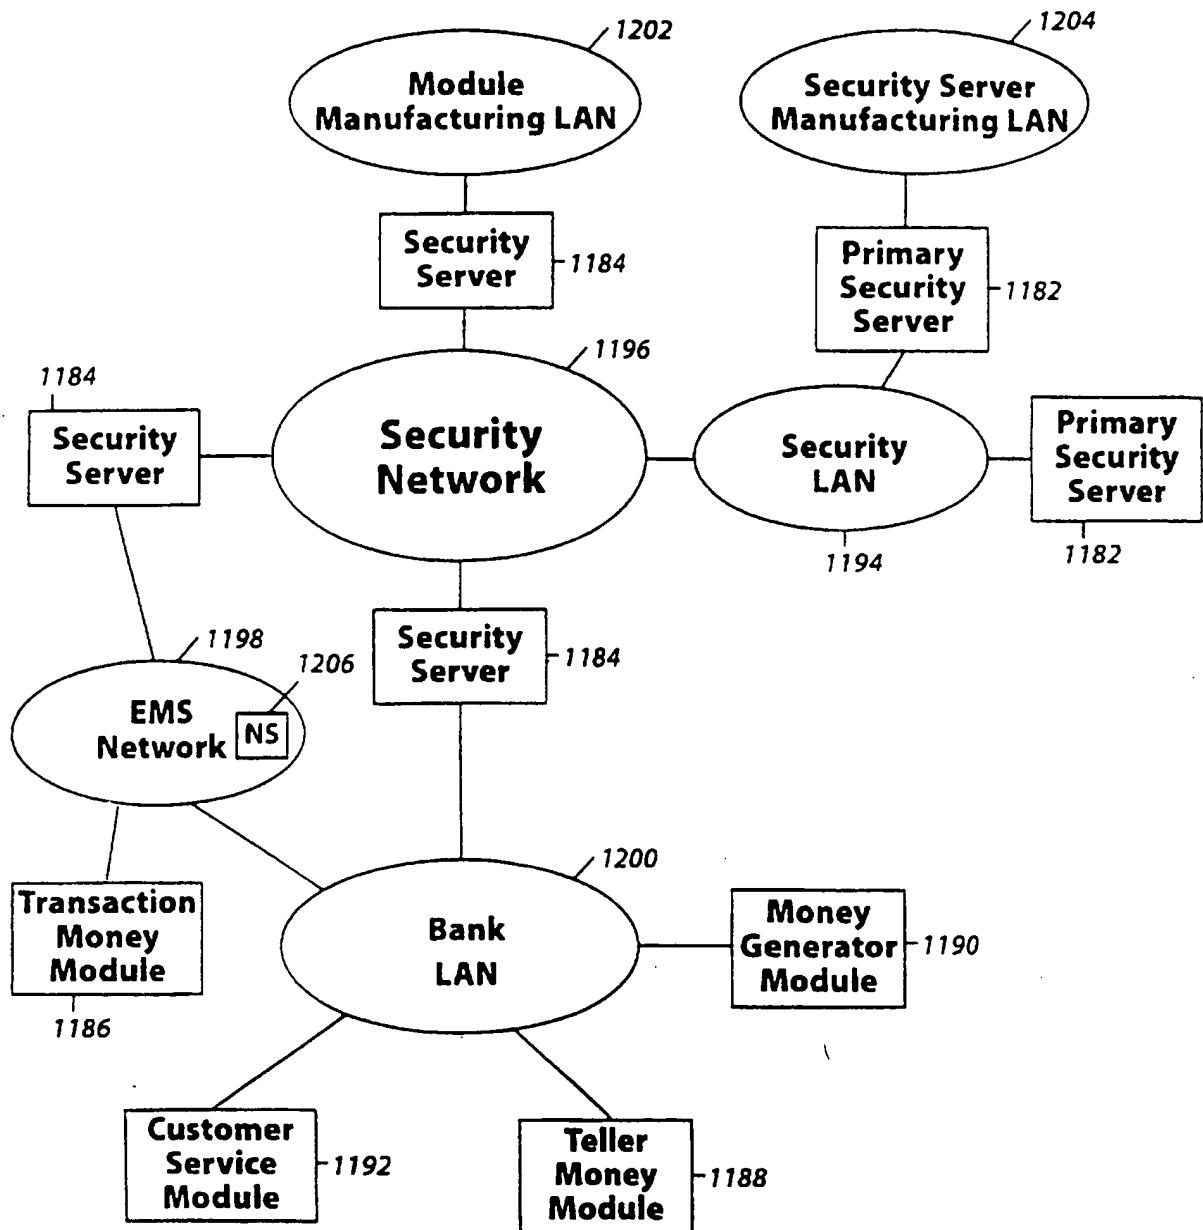 1202
1204
Module
Manufacturing LAN
Security Server
Manufacturing LAN
Security
Server
1184
Primary
Security
Server
1182
1196
1184
Security
Server
Security
Network
Security
LAN
Primary
Security
Server
1194
1182
1198
1206
Security
Server
1184
EMS
Network
NS
1200
Transaction
Money
Module
1186
Bank
LAN
Money
Generator
Module
1190
Customer
Service
Module
1192
Teller
Money
Module
1188